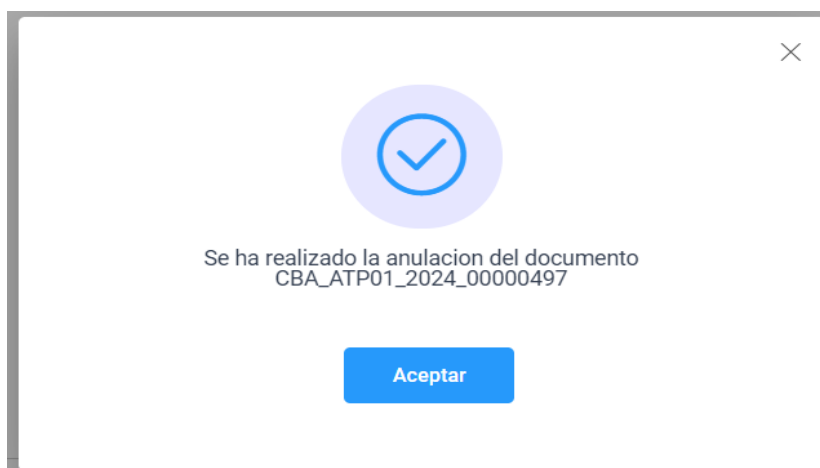 Se ha realizado la anulacion del documento
CBA_ATP01_2024_00000497
Aceptar